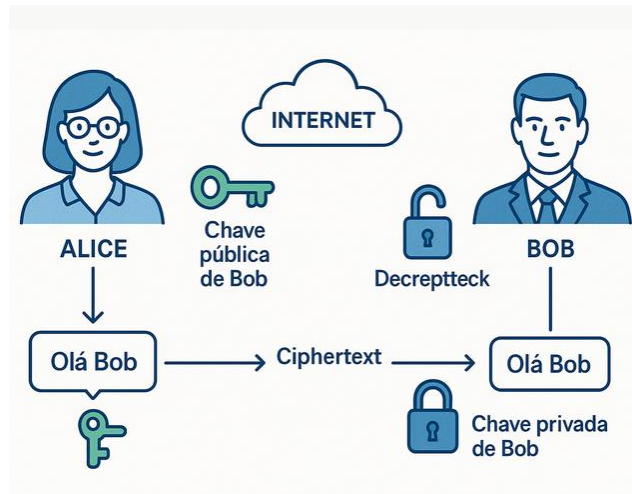 INTERNET
ALICE
Chave
pública
de Bob
Decreptteck
BOB
Olá Bob
Ciphertext
Olá Bob
Chave privada
de Bob